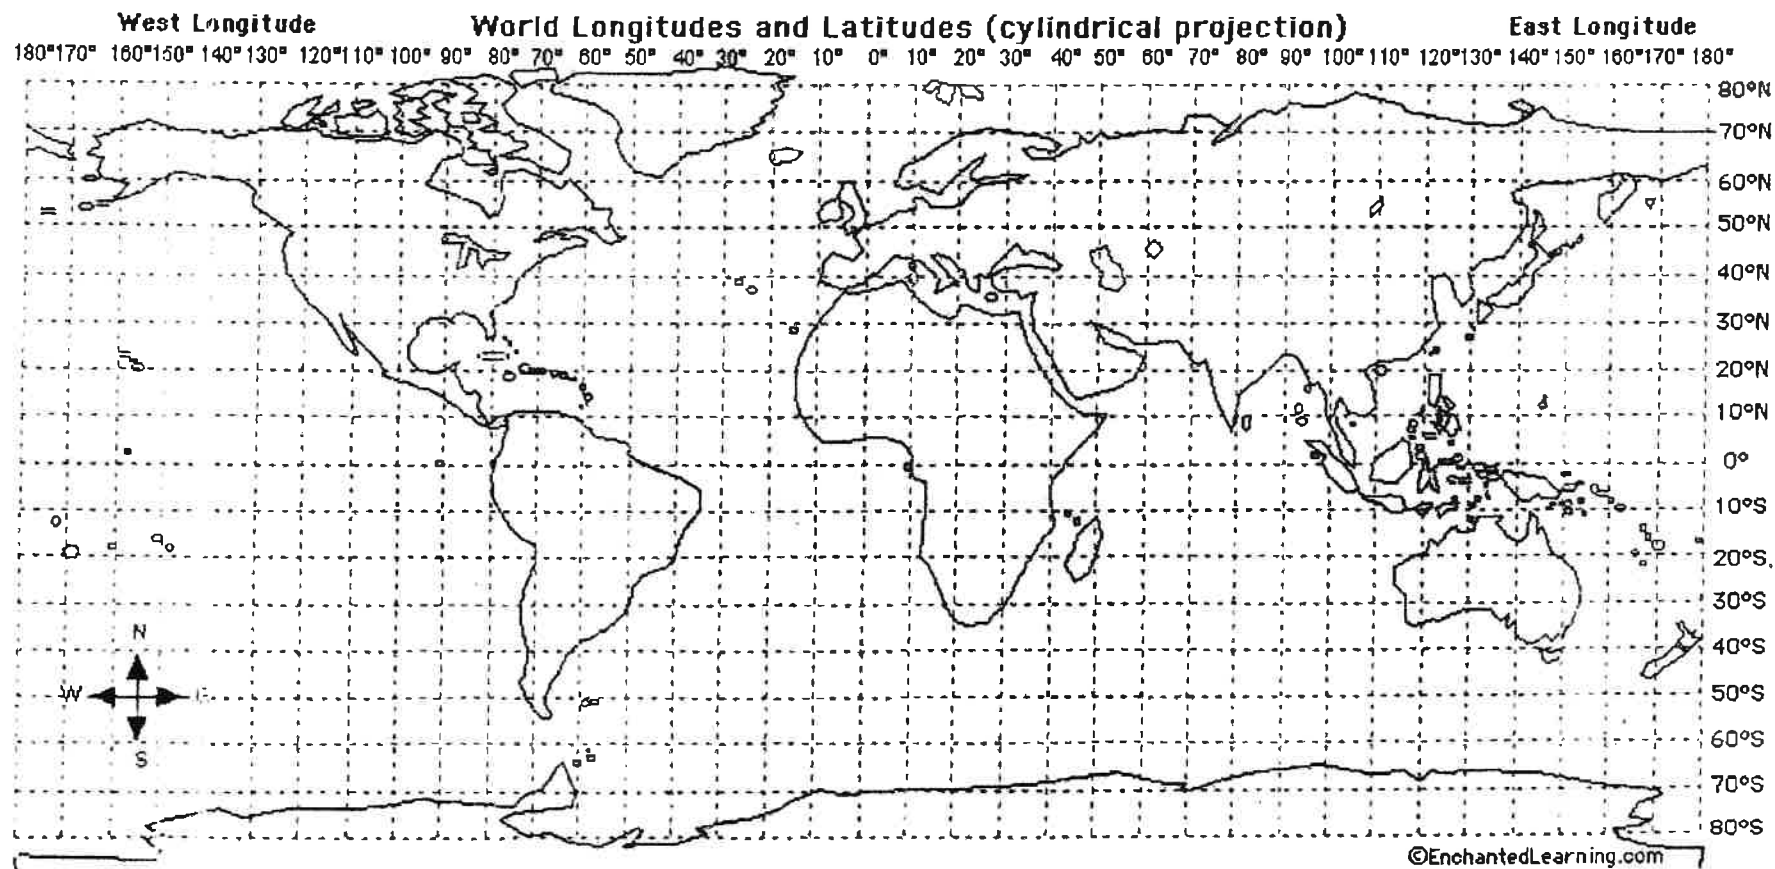 West Longitude World Longitudes and Latitudes (cylindrical projection) East Longitude
180° 170° 160° 150° 140° 130° 120° 110° 100° 90° 80° 70° 60° 50° 40° 30° 20° 10° 0° 10° 20° 30° 40° 50° 60° 70° 80° 90° 100° 110° 120° 130° 140° 150° 160° 170° 180°
80°N
70°N
60°N
50°N
40°N
30°N
20°N
10°N
0°
10°S
20°S
30°S
N
40°S
W
50°S
60°S
S
70°S
80°S
©EnchantedLearning.com